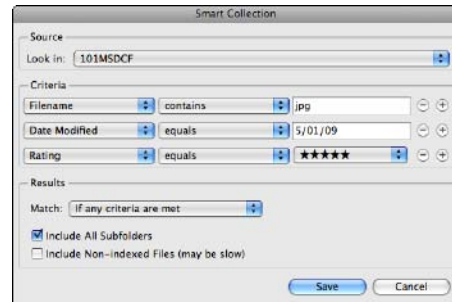 Smart Collection
Source
Look in: 101MSDCF
Criteria
Filename contains jpg
Date Modified equals 5/01/09
Rating equals ★★★★★
Results
Match: If any criteria are met
Include All Subfolders
Include Non-indexed Files (may be slow)
Save Cancel